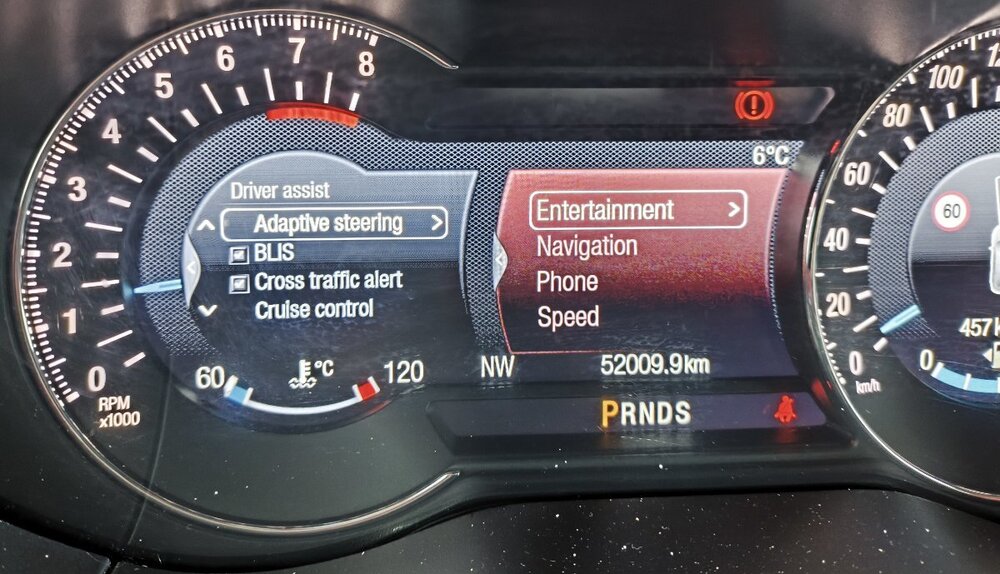 8
7
6
5
4
3
2
1
0
RPM
x1000
Driver assist
Adaptive steering
BLIS
Cross traffic alert
Cruise control
60
°C
120
6°C
Entertainment
Navigation
Phone
Speed
NW
52009.9km
PRNDS
100
80
60
40
20
0
km/h
60
0